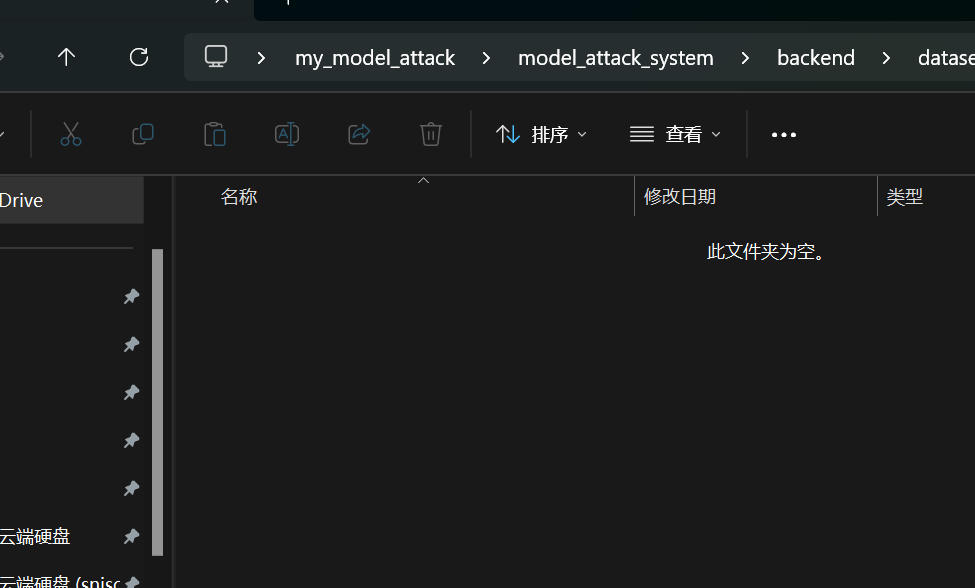 my_model_attack > model_attack_system > backend > datase
排序 查看
Drive
名称 修改日期 类型
此文件夹为空。
云端硬盘
云端硬盘 (spisc